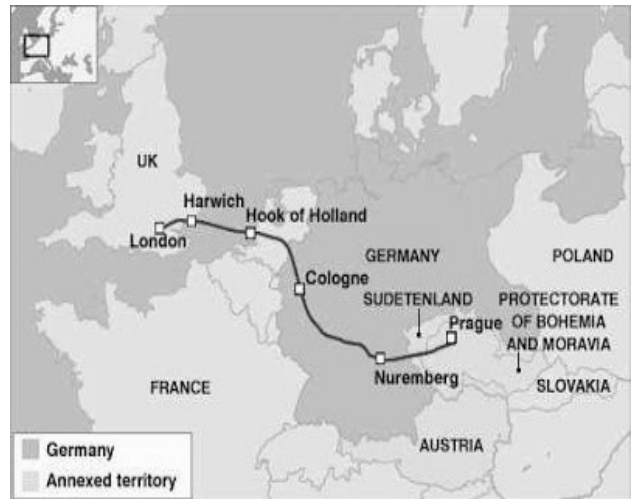 UK
Harwich
Hook of Holland
London
GERMANY
POLAND
Cologne
SUDETENLAND
PROTECTORATE
OF BOHEMIA
AND MORAVIA
Prague
Nuremberg
SLOVAKIA
FRANCE
AUSTRIA
Germany
Annexed territory